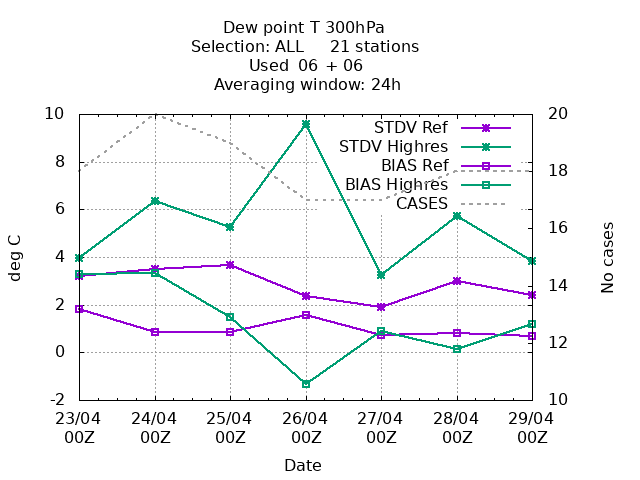 Dew point T 300hPa
Selection: ALL     21 stations
Used  06 + 06
Averaging window: 24h
STDV Ref
STDV Highres
BIAS Ref
BIAS Highres
CASES
10
8
6
4
2
0
-2
20
18
16
14
12
10
deg C
No cases
23/04 24/04 25/04 26/04 27/04 28/04 29/04
00Z 00Z 00Z 00Z 00Z 00Z 00Z
Date